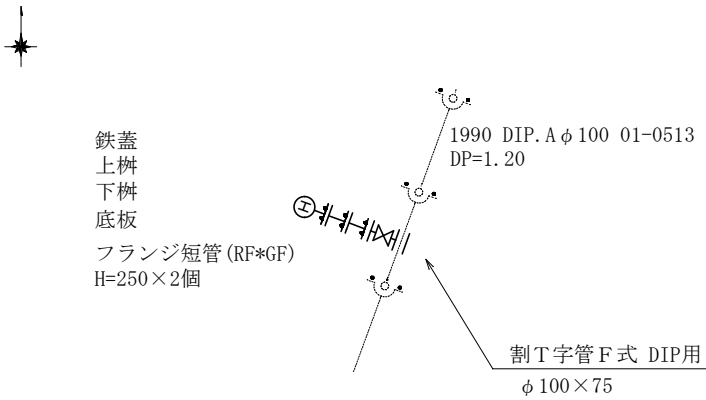 鉄蓋
上桝
下桝
底板
フランジ短管(RF*GF)
H=250×2個
1990 DIP.Aφ100 01-0513
DP=1.20
H
割T字管F式 DIP用
φ100×75